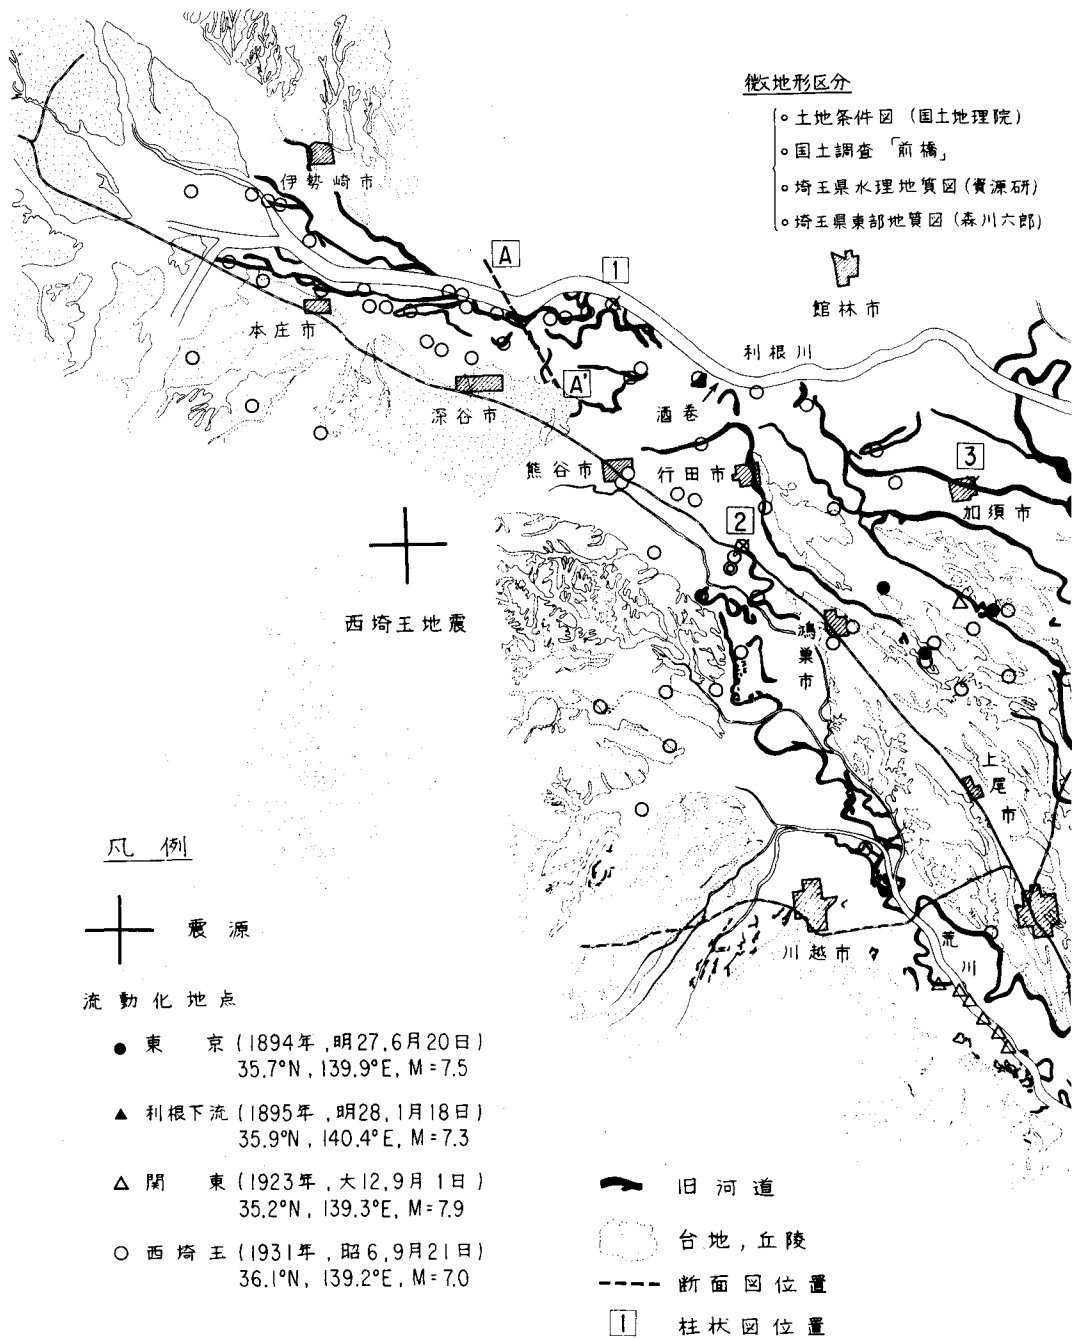 微地形区分
○ 土地条件図 (国土地理院)
○ 国土調査 「前橋」
○ 埼玉県水理地質図 (資源研)
○ 埼玉県東部地質図 (森川六郎)
伊勢崎市
A
1
館林市
本庄市
利根川
A'
深谷市
酒巻
3
熊谷市
行田市
加須市
2
西埼玉地震
鴻巣市
上尾市
川越市
荒川
凡例
震源
流動化地点
● 東京 (1894年, 明27, 6月20日)
35.7°N, 139.9°E, M=7.5
▲ 利根下流 (1895年, 明28, 1月18日)
35.9°N, 140.4°E, M=7.3
△ 関東 (1923年, 大12, 9月1日)
35.2°N, 139.3°E, M=7.9
○ 西埼玉 (1931年, 昭6, 9月21日)
36.1°N, 139.2°E, M=7.0
旧河道
台地, 丘陵
断面図位置
1 柱状図位置